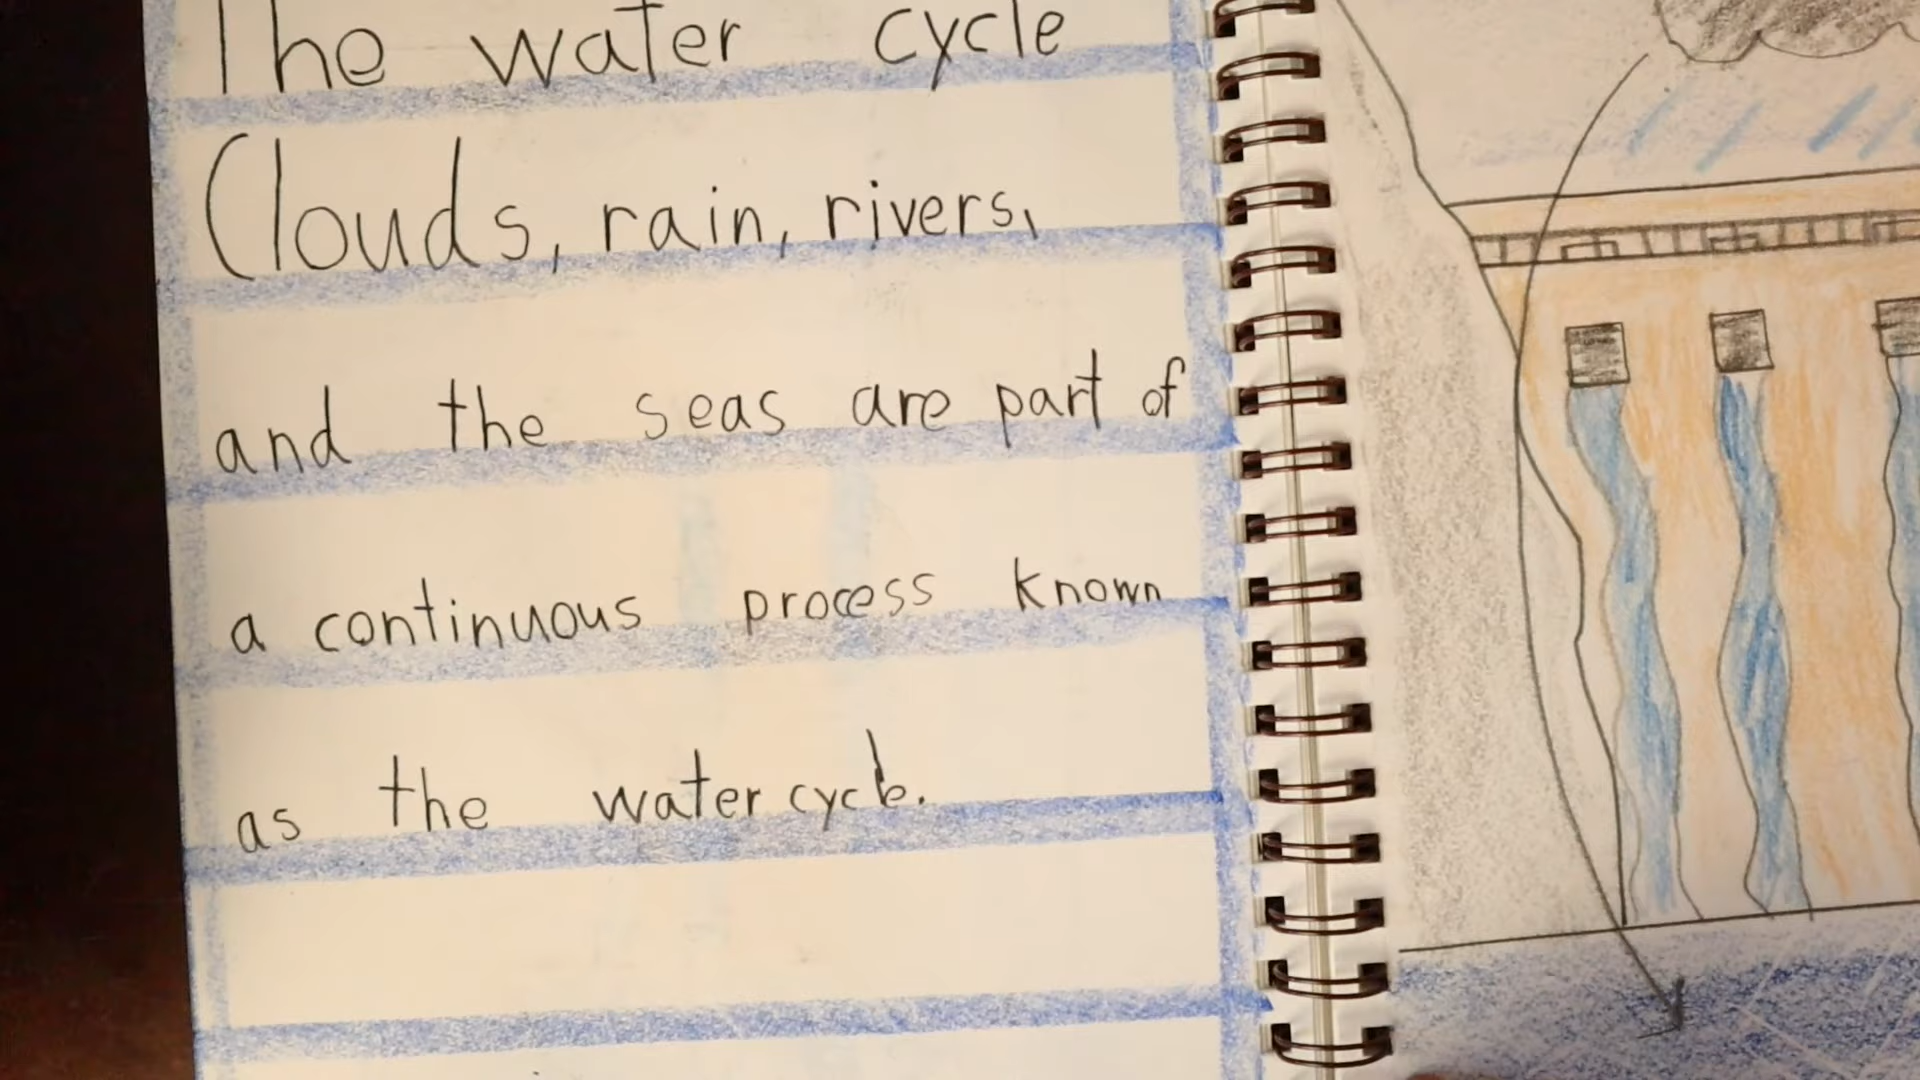 The water cycle
Clouds, rain, rivers,
and the seas are part of
a continuous process known
as the water cycle.